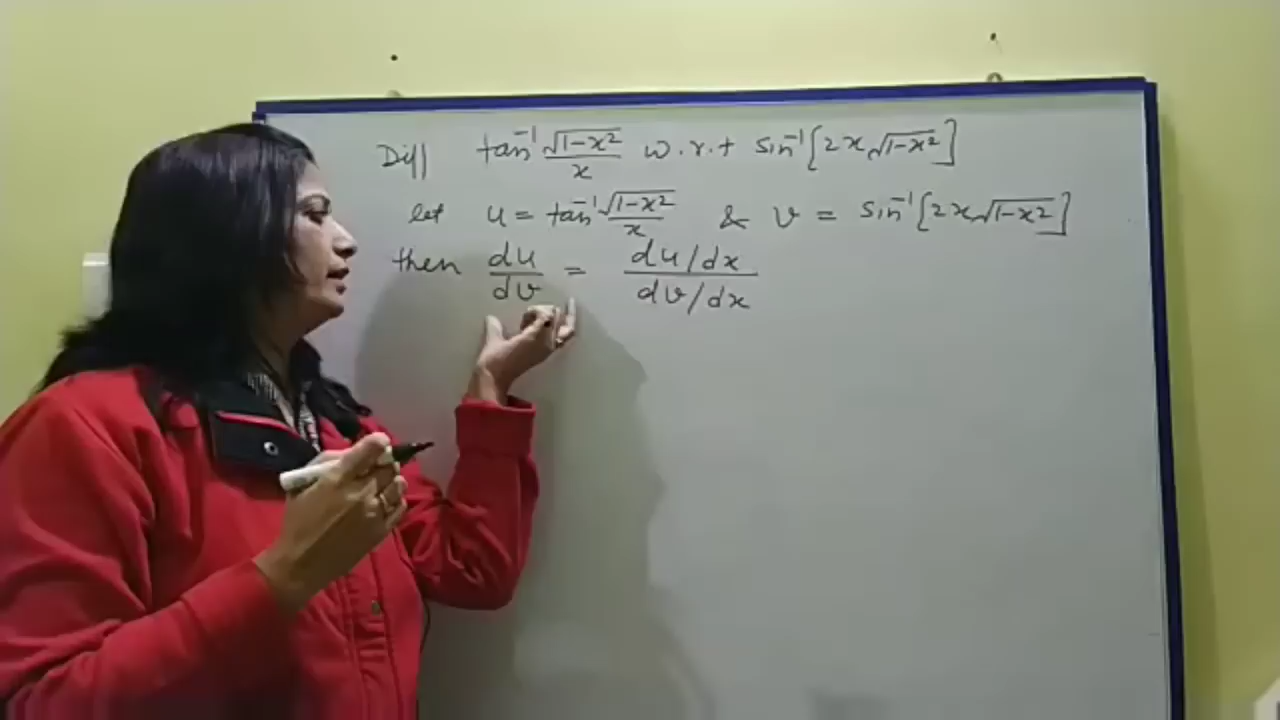 Diff tan⁻¹ √(1-x²)/x w.r.t sin⁻¹[2x√(1-x²)]
let u = tan⁻¹ √(1-x²)/x & v = sin⁻¹[2x√(1-x²)]
then du/dv = (du/dx)/(dv/dx)